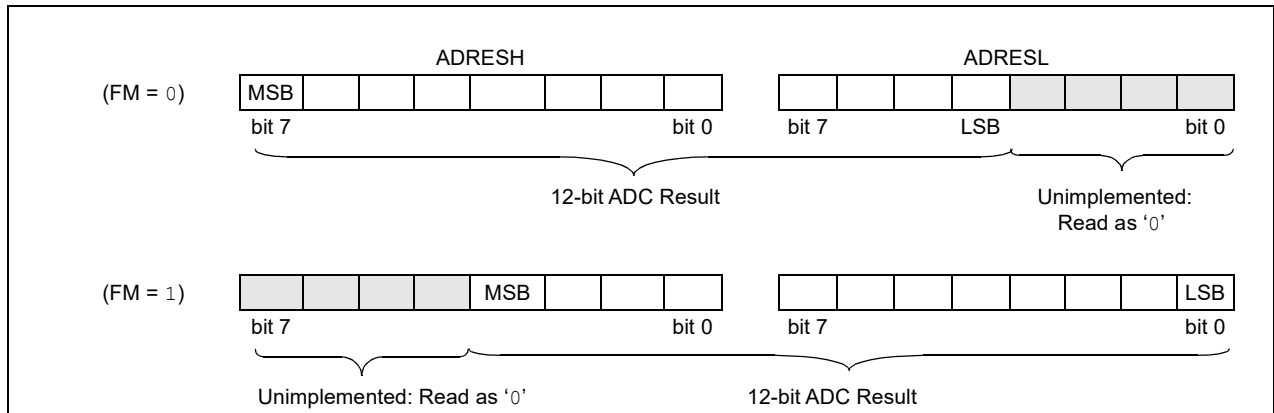 ADRESH ADRESL
(FM = 0) MSB
bit 7 bit 0 bit 7 LSB bit 0
12-bit ADC Result Unimplemented:
Read as ‘0’
(FM = 1) MSB LSB
bit 7 bit 0 bit 7 bit 0
Unimplemented: Read as ‘0’ 12-bit ADC Result